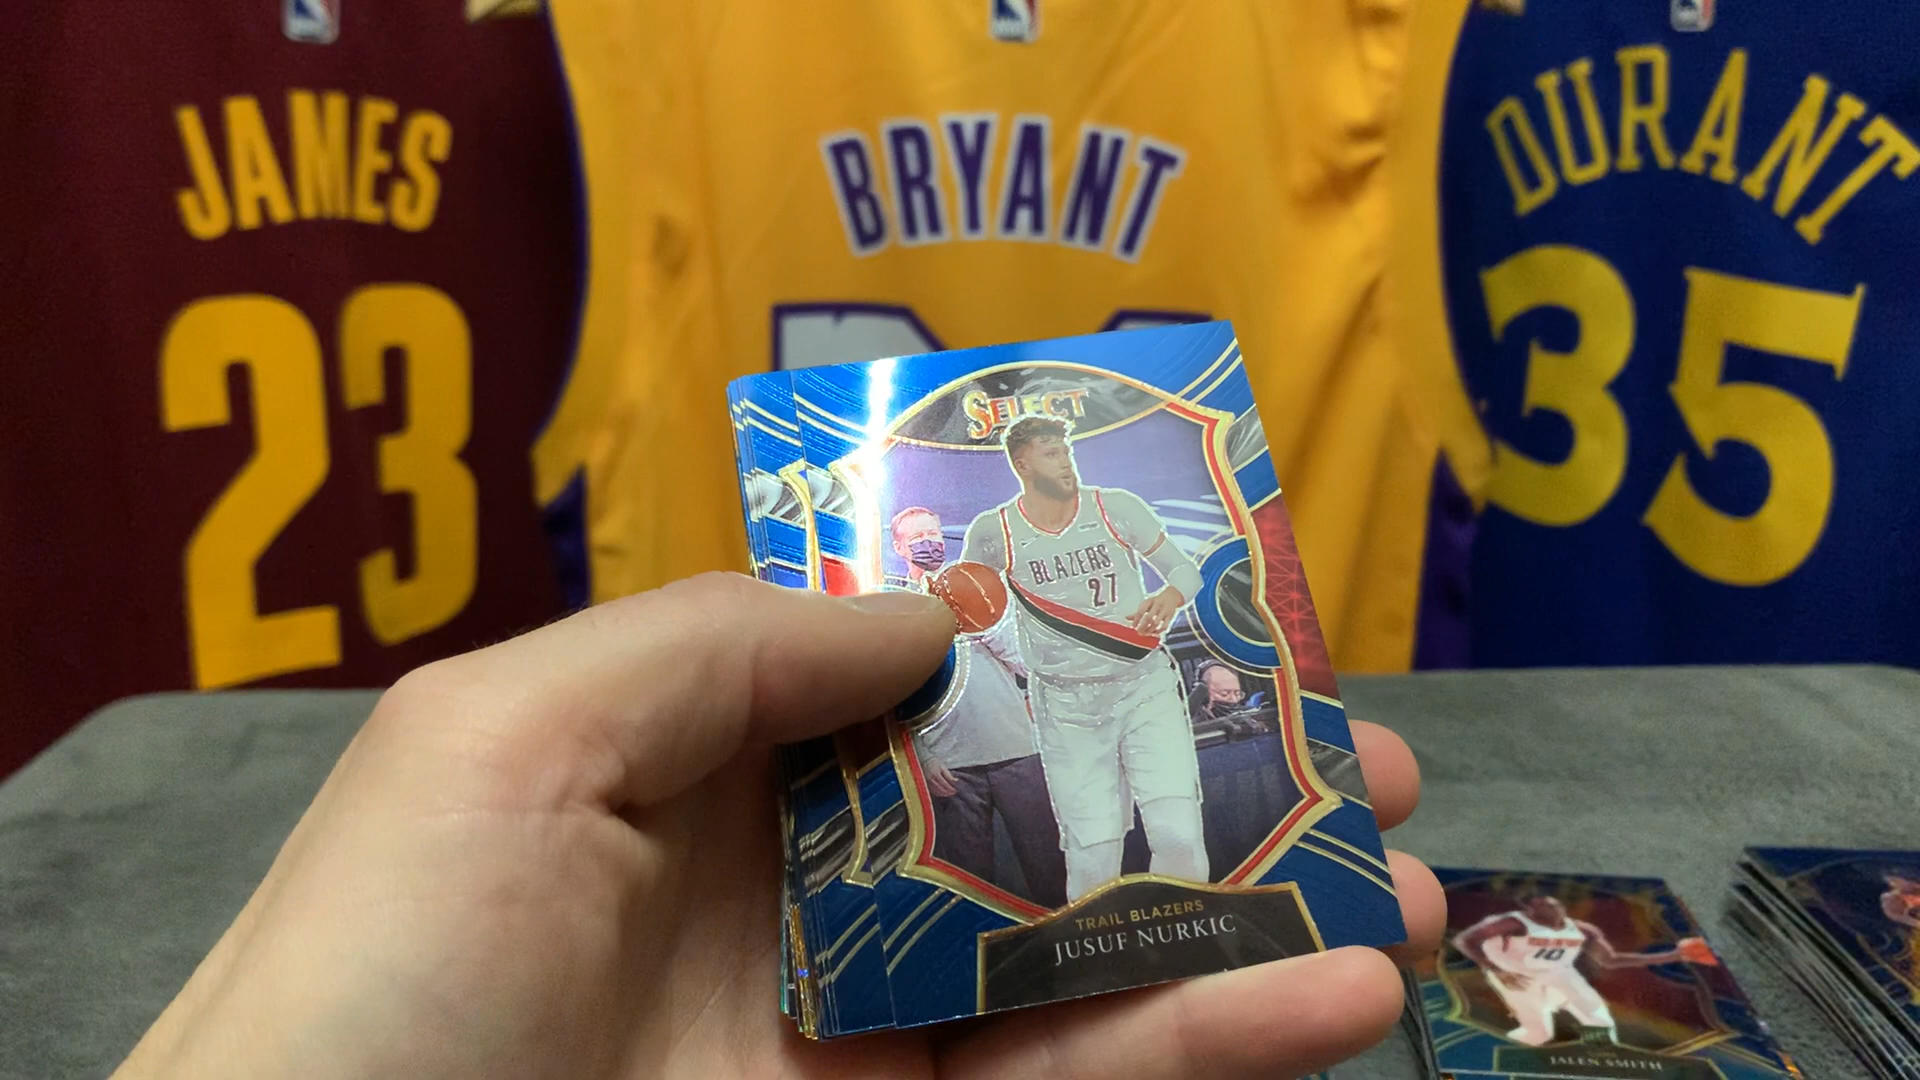 JAMES
23
BRYANT
DURANT
35
SELECT
BLAZERS
27
TRAIL BLAZERS
JUSUF NURKIC
10
JALEN SMITH